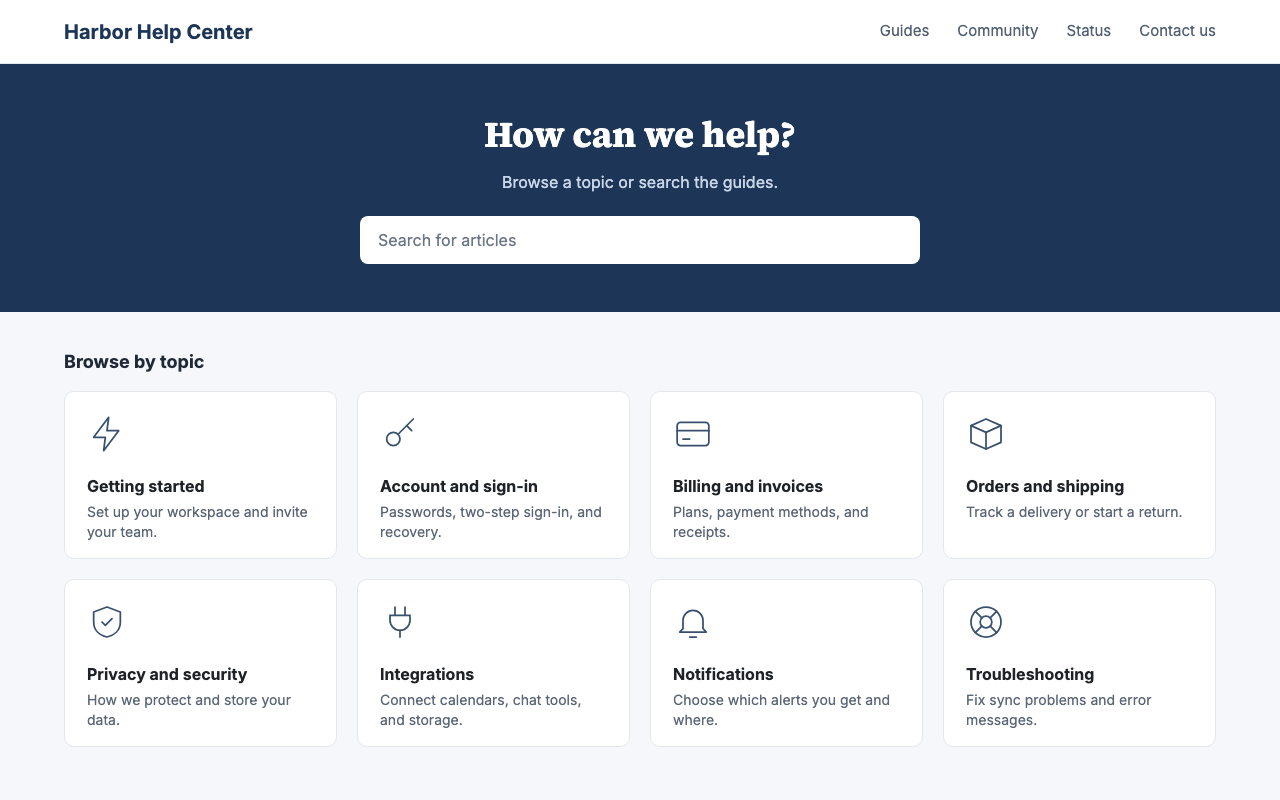 Harbor Help Center
Guides
Community
Status
Contact us
How can we help?
Browse a topic or search the guides.
Search for articles
Browse by topic
Getting started
Set up your workspace and invite
your team.
Account and sign-in
Passwords, two-step sign-in, and
recovery.
Billing and invoices
Plans, payment methods, and
receipts.
Orders and shipping
Track a delivery or start a return.
Privacy and security
How we protect and store your
data.
Integrations
Connect calendars, chat tools,
and storage.
Notifications
Choose which alerts you get and
where.
Troubleshooting
Fix sync problems and error
messages.